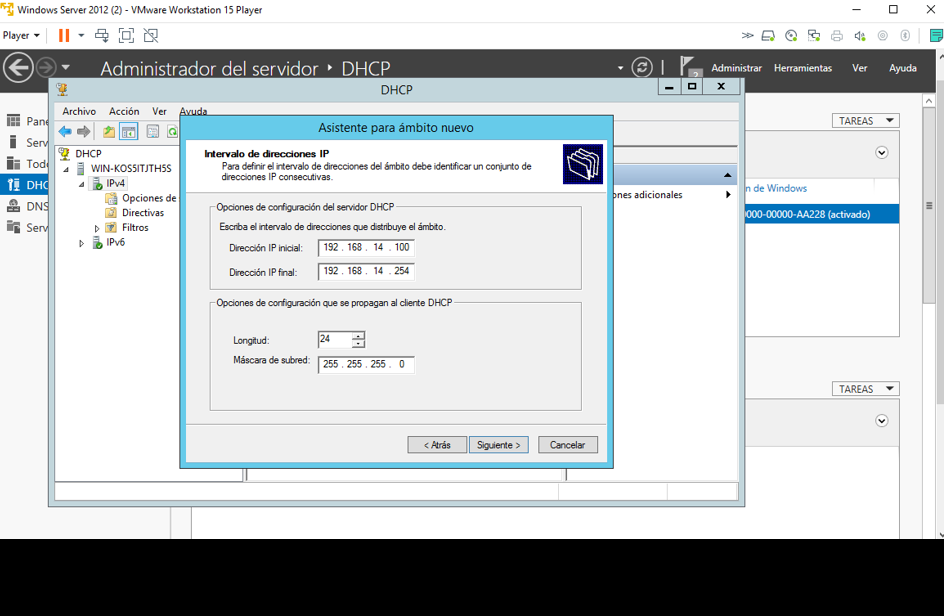 Windows Server 2012 (2) - VMware Workstation 15 Player
Player
Administrador del servidor ‣ DHCP
Administrar Herramientas Ver Ayuda
DHCP
Archivo Acción Ver Ayuda
DHCP
WIN-KOS5ITJTH5S
IPv4
Opciones de
Directivas
Filtros
IPv6
Asistente para ámbito nuevo
Intervalo de direcciones IP
Para definir el intervalo de direcciones del ámbito debe identificar un conjunto de
direcciones IP consecutivas.
Opciones de configuración del servidor DHCP
Escriba el intervalo de direcciones que distribuye el ámbito.
Dirección IP inicial: 192 . 168 . 14 . 100
Dirección IP final: 192 . 168 . 14 . 254
Opciones de configuración que se propagan al cliente DHCP
Longitud: 24
Máscara de subred: 255 . 255 . 255 . 0
< Atrás Siguiente > Cancelar
ones adicionales
TAREAS
n de Windows
0000-00000-AA228 (activado)
TAREAS
Pane
Serv
Tod
DHC
DNS
Serv